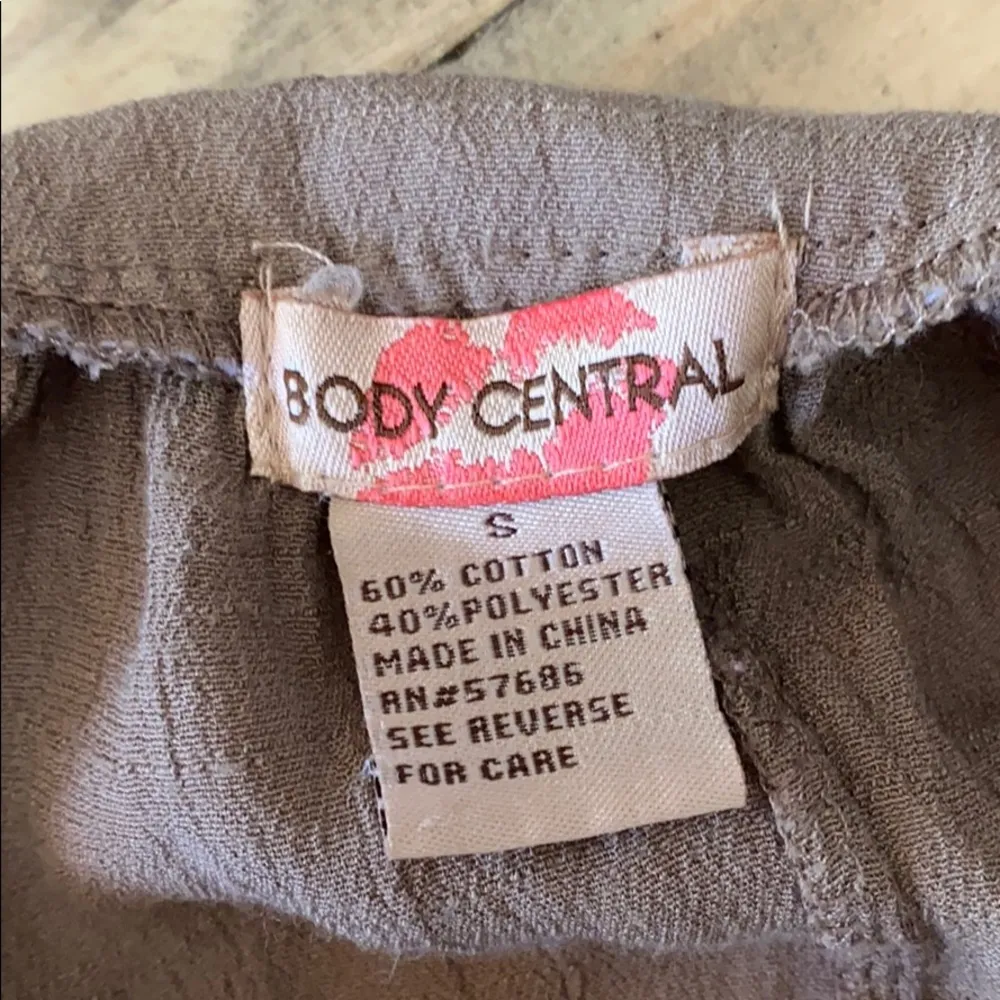 BODY CENTRAL
S
60% COTTON
40%POLYESTER
MADE IN CHINA
RN#57686
SEE REVERSE
FOR CARE